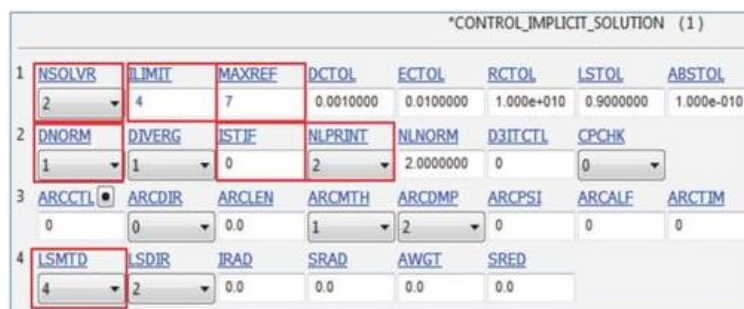 *CONTROL_IMPLICIT_SOLUTION (1)
1 NSOLVR ILIMIT MAXREF DCTOL ECTOL RCTOL LSTOL ABSTOL
2 4 7 0.0010000 0.0100000 1.000e+010 0.9000000 1.000e-010
2 DNORM DIVERG ISTIF NLPRINT NLNORM D3ITCTL CPCHK
1 1 0 2 2.0000000 0 0
3 ARCCTL ARCDIR ARCLEN ARCMTH ARCDMP ARCPSI ARCALF ARCTIM
0 0 0.0 1 2 0 0 0
4 LSMTD LSDIR IRAD SRAD AWGT SRED
4 2 0.0 0.0 0.0 0.0